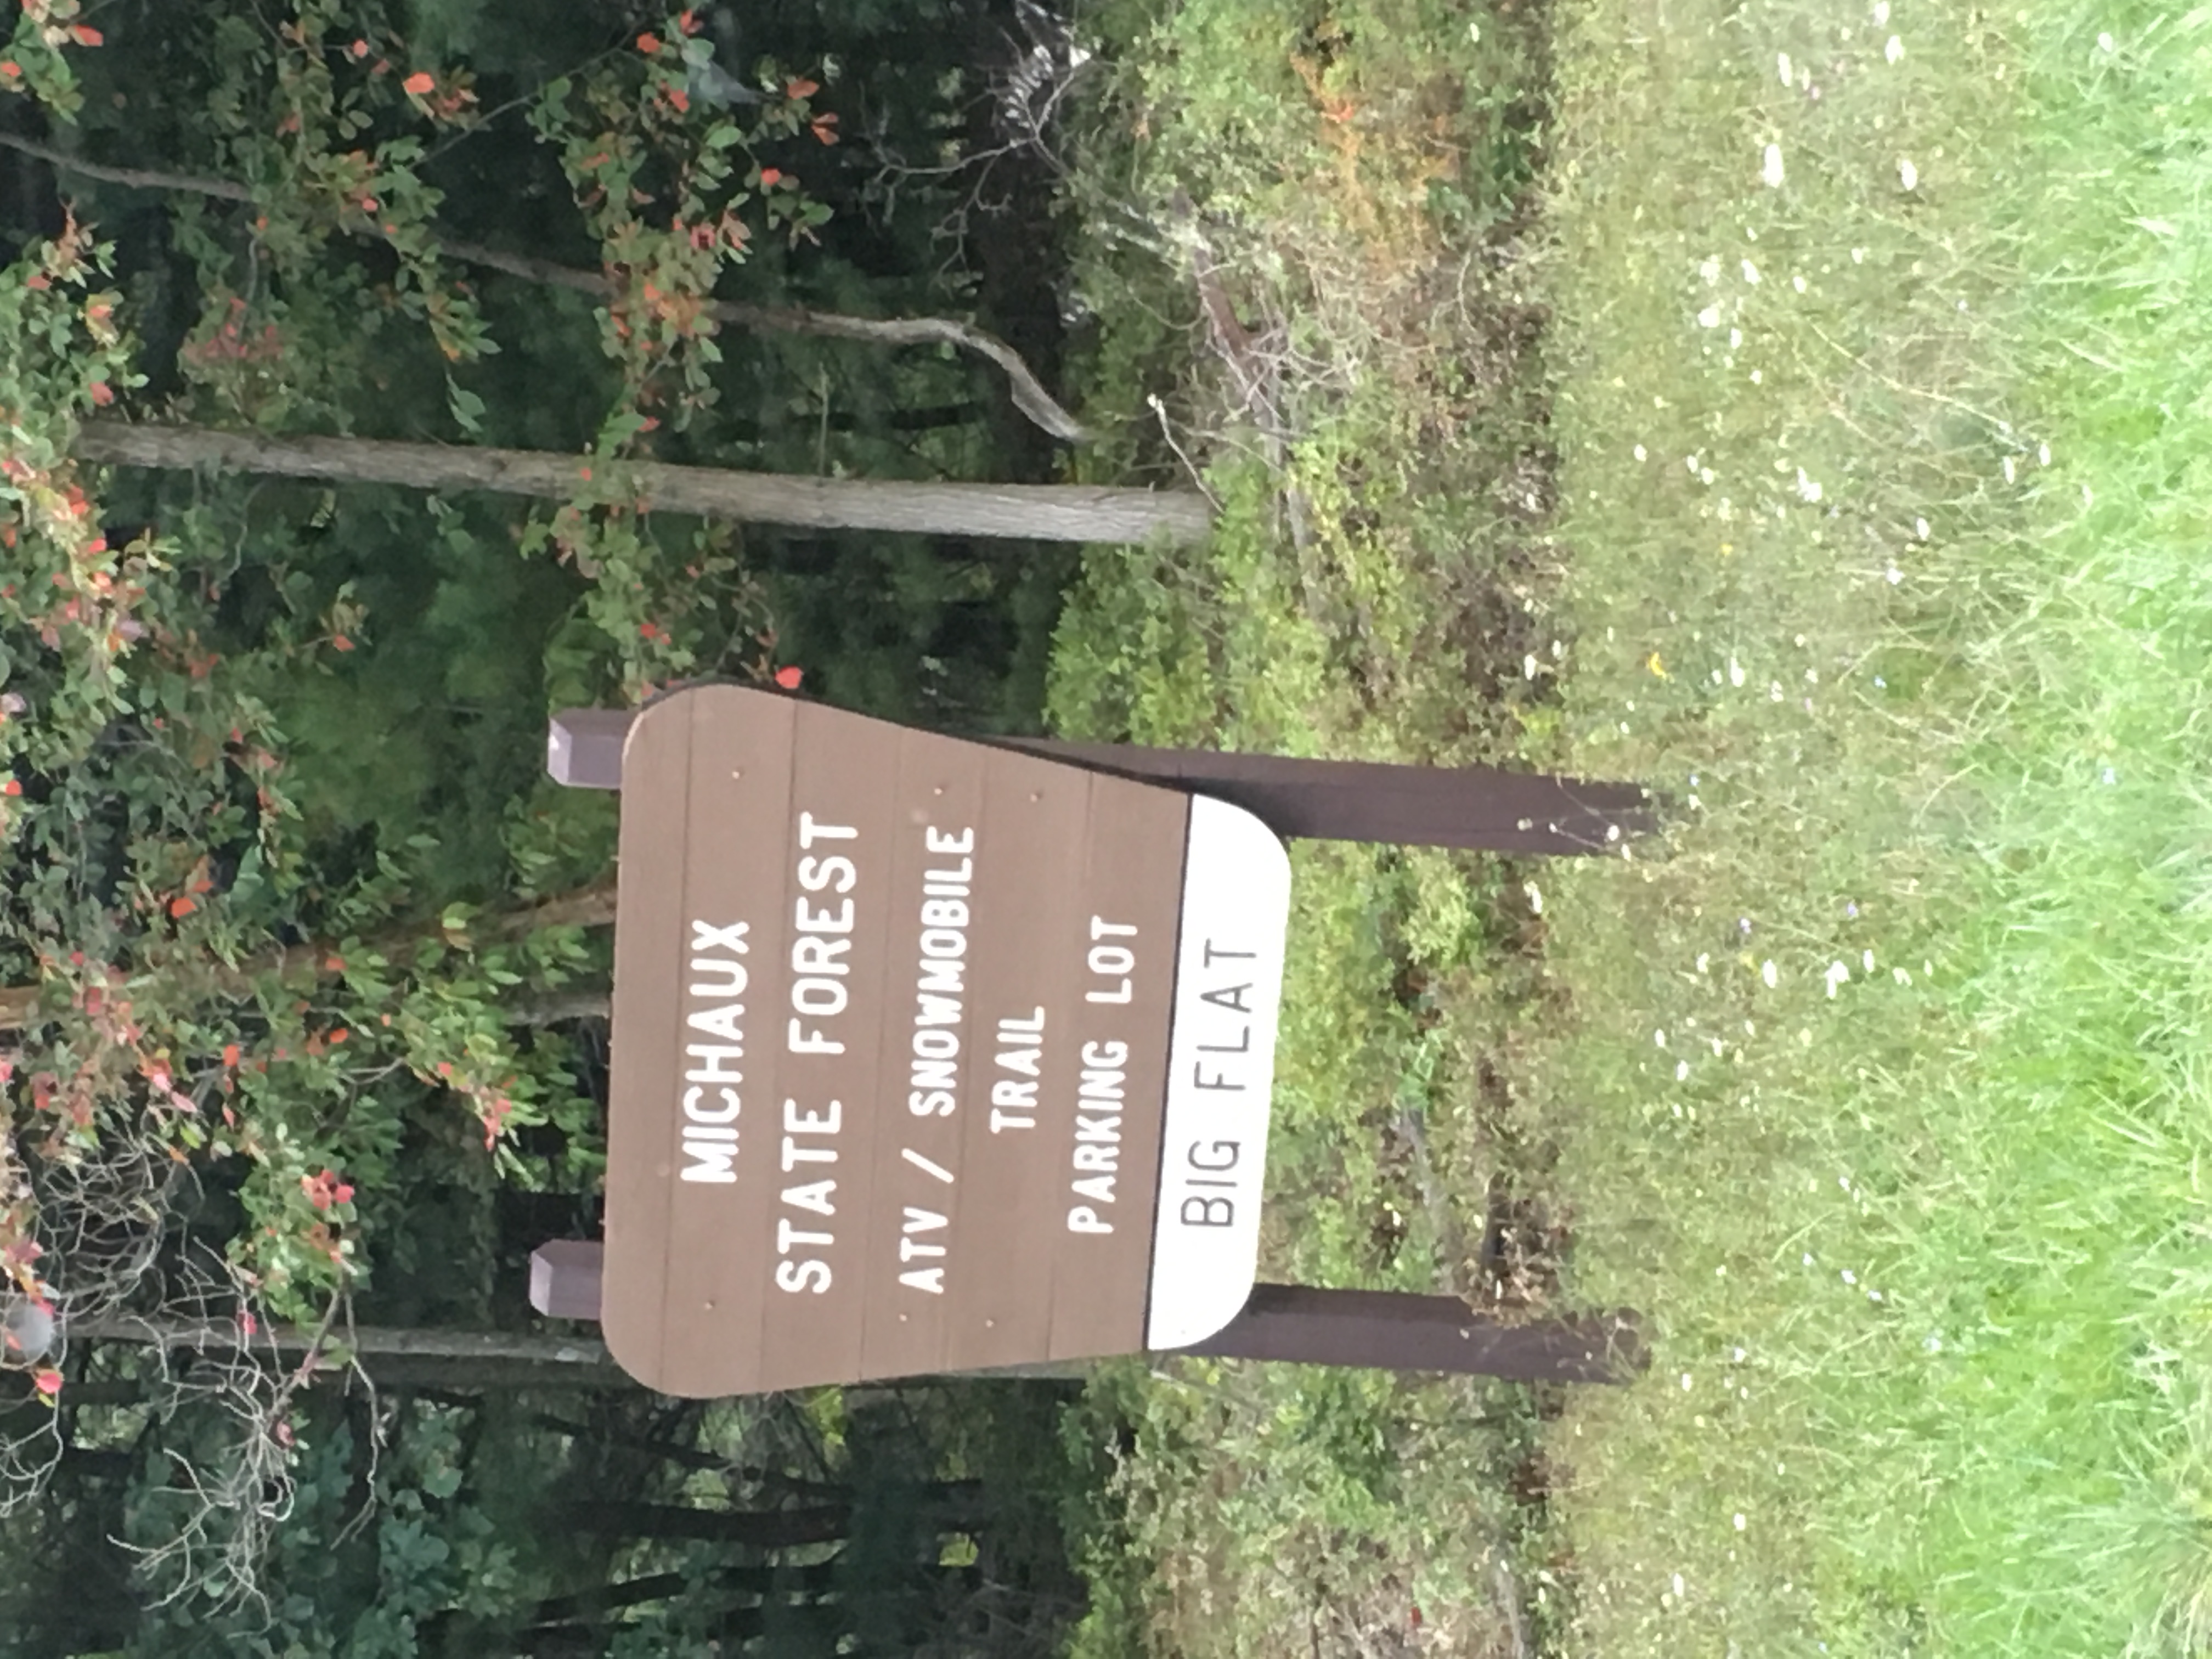 MICHAUX
STATE FOREST
ATV / SNOWMOBILE
TRAIL
PARKING LOT
BIG FLAT